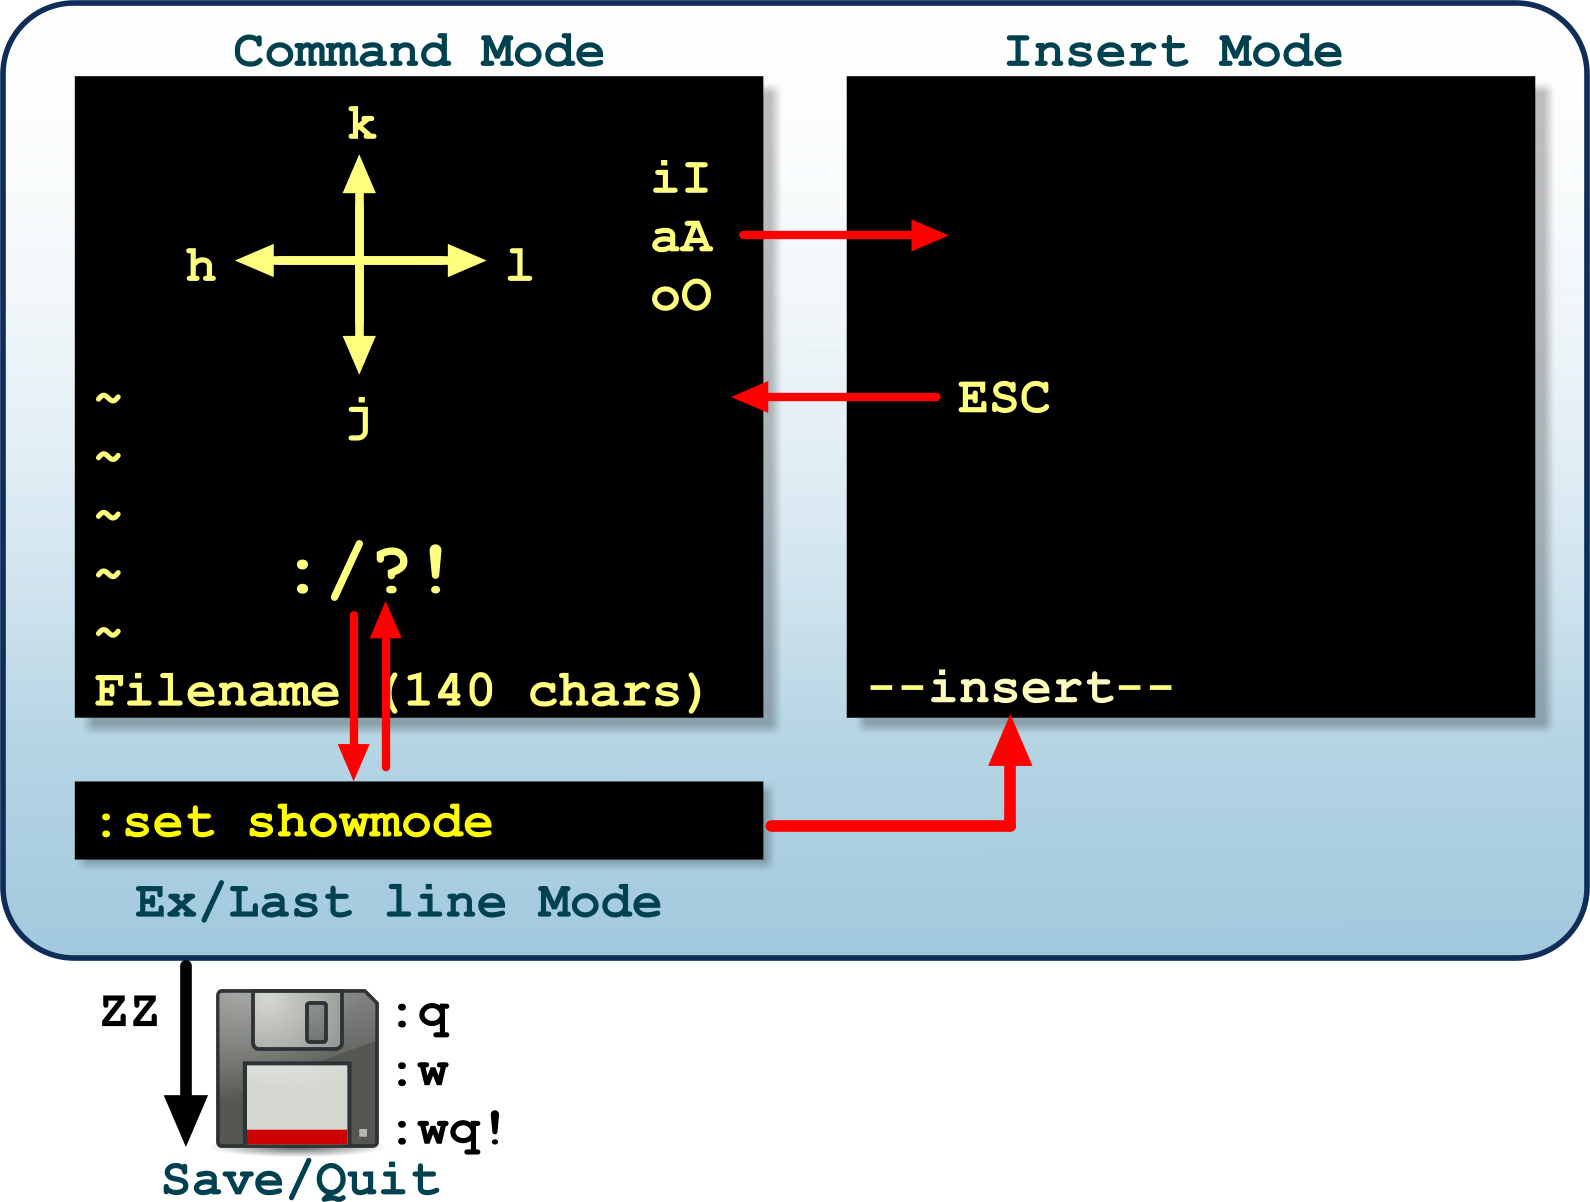 Command Mode
k
h l
j
iI
aA
oO
~
~
~
~
~
:/?!
Filename (140 chars)
Insert Mode
ESC
--insert--
:set showmode
Ex/Last line Mode
ZZ
:q
:w
:wq!
Save/Quit